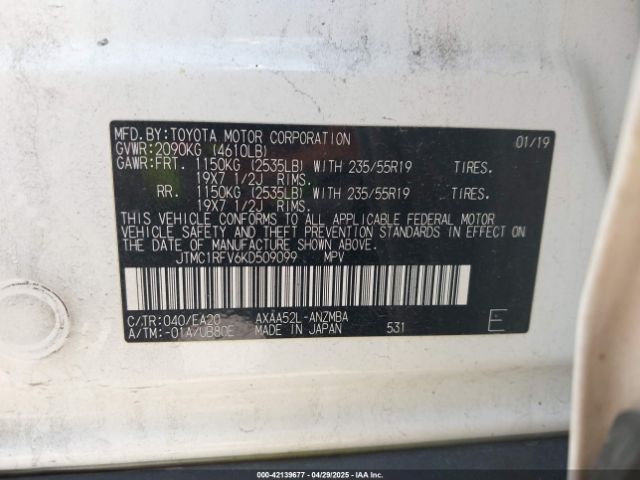 MFD. BY: TOYOTA MOTOR CORPORATION 01/19
GVWR: 2090KG (4610LB)
GAWR: FRT. 1150KG (2535LB) WITH 235/55R19 TIRES.
19X7 1/2J RIMS.
RR. 1150KG (2535LB) WITH 235/55R19 TIRES.
19X7 1/2J RIMS.
THIS VEHICLE CONFORMS TO ALL APPLICABLE FEDERAL MOTOR
VEHICLE SAFETY AND THEFT PREVENTION STANDARDS IN EFFECT ON
THE DATE OF MANUFACTURE SHOWN ABOVE.
JTMC1RFV6KD509099 MPV
C/TR: 040/EA20 AXAA52L-ANZMBA
A/TM: -01A/UB80E MADE IN JAPAN 531 E
000-42139677 - 04/29/2025 - IAA Inc.